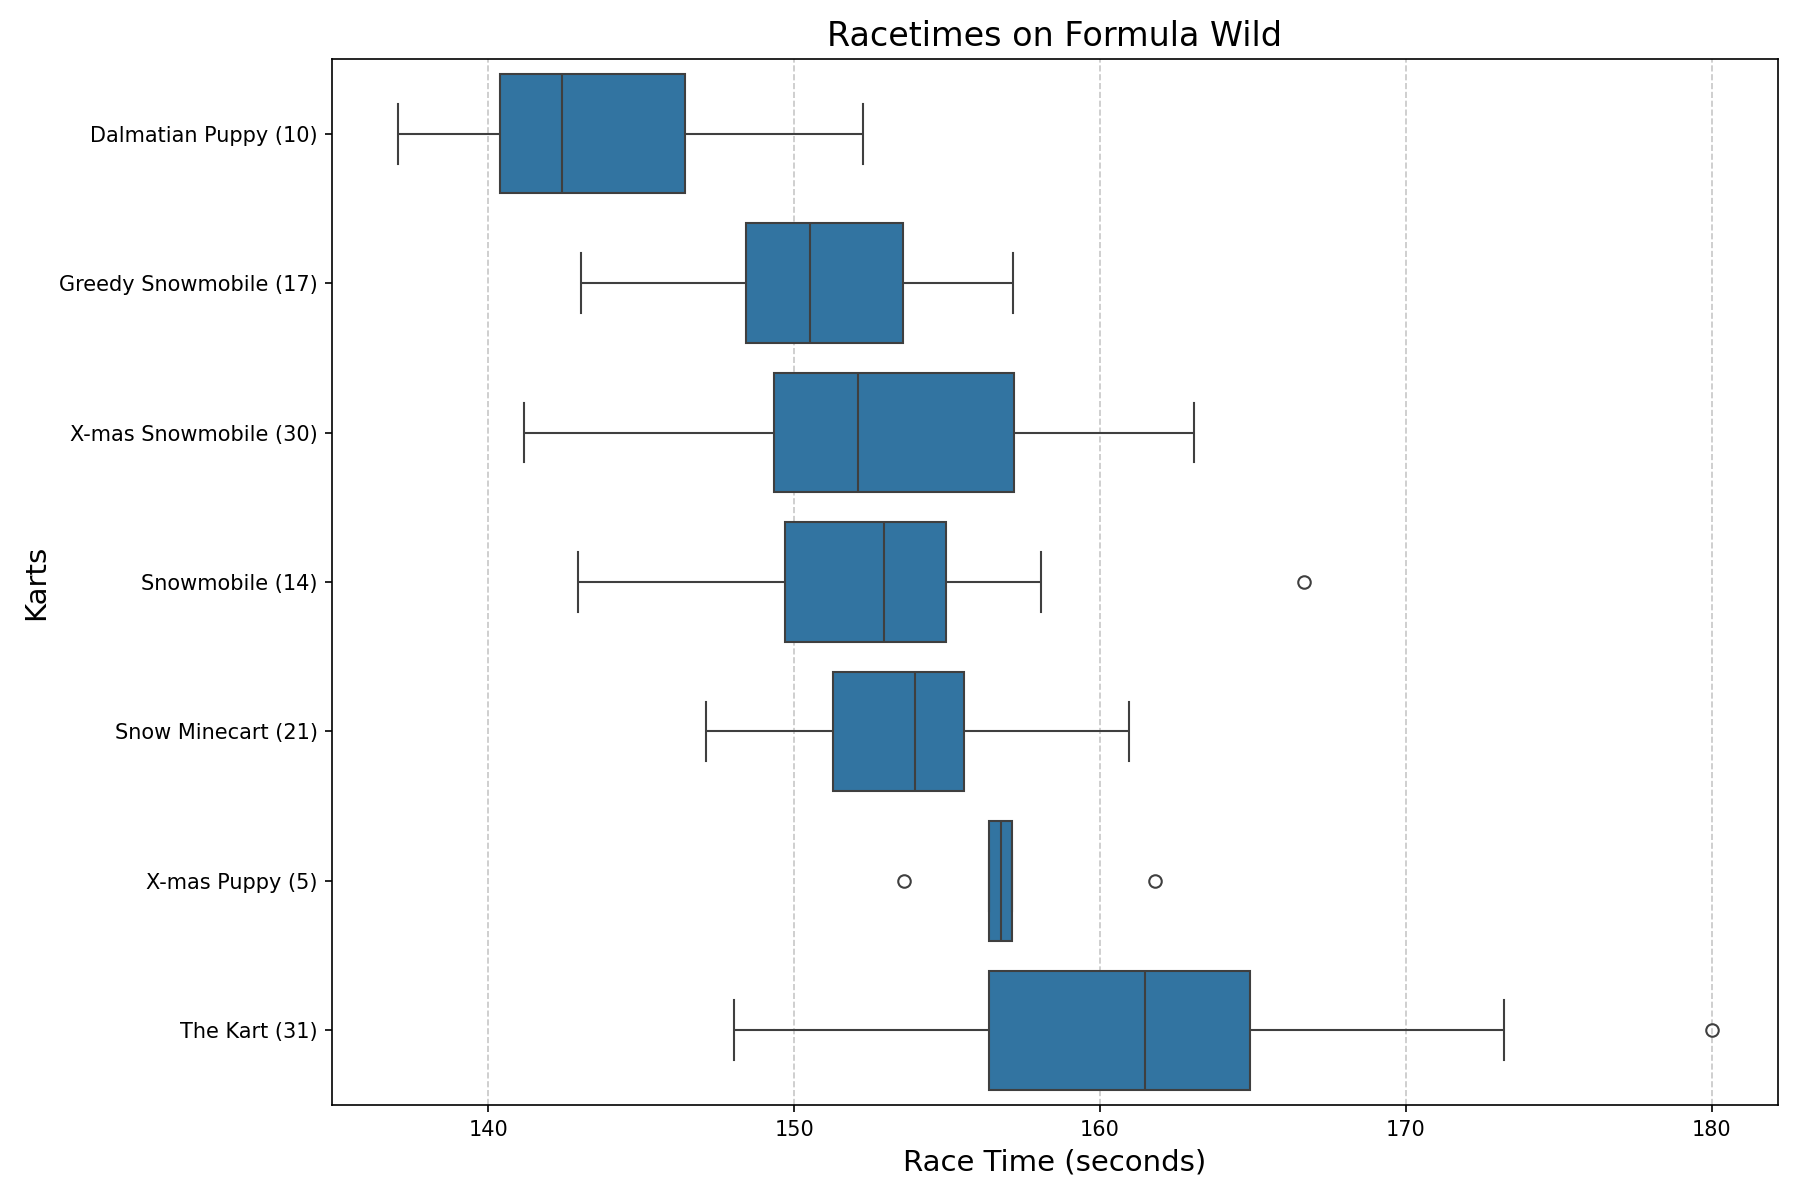 Racetimes on Formula Wild
Dalmatian Puppy (10)
Greedy Snowmobile (17)
X-mas Snowmobile (30)
Snowmobile (14)
Snow Minecart (21)
X-mas Puppy (5)
The Kart (31)
Karts
140 150 160 170 180
Race Time (seconds)